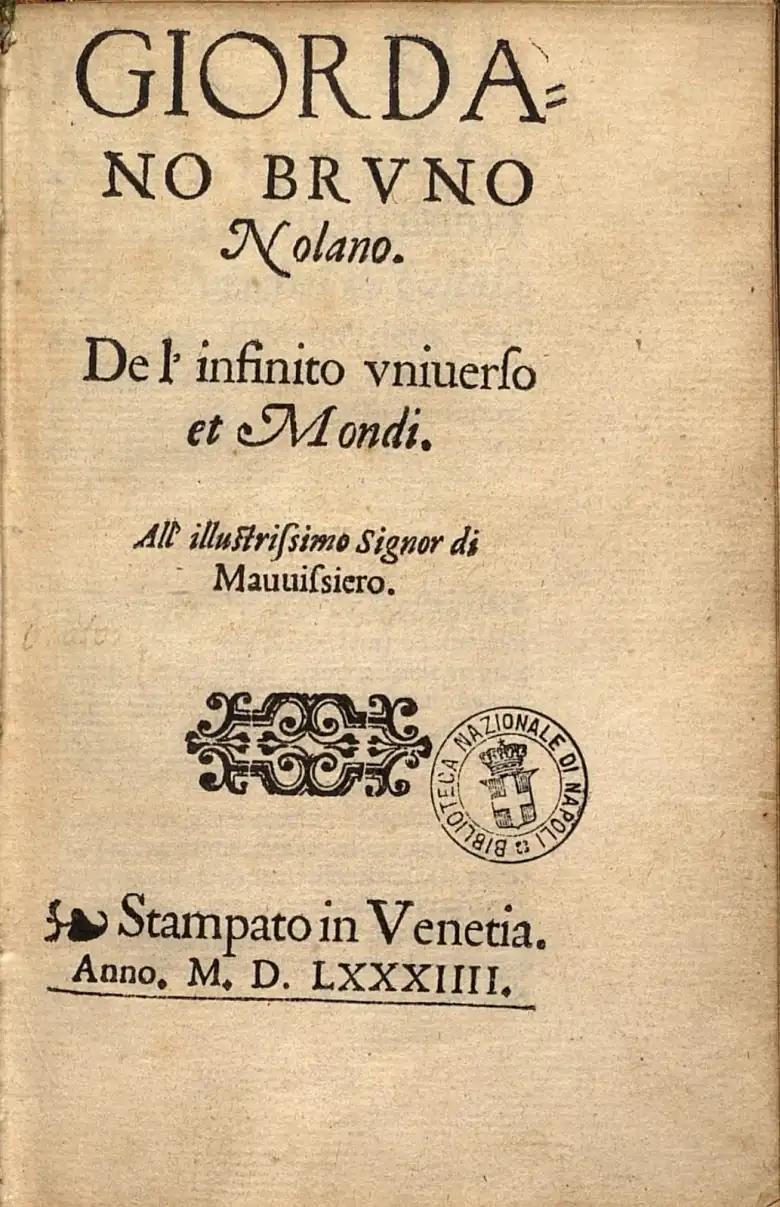 GIORDA=
NO BRVNO
Nolano.
De l' infinito vniuerſo
et Mondi.
All' illuſtriſsimo Signor di
Mauuiſsiero.
BIBLIOTECA NAZIONALE DI NAPOLI
Stampato in Venetia.
Anno. M. D. LXXXIIII.